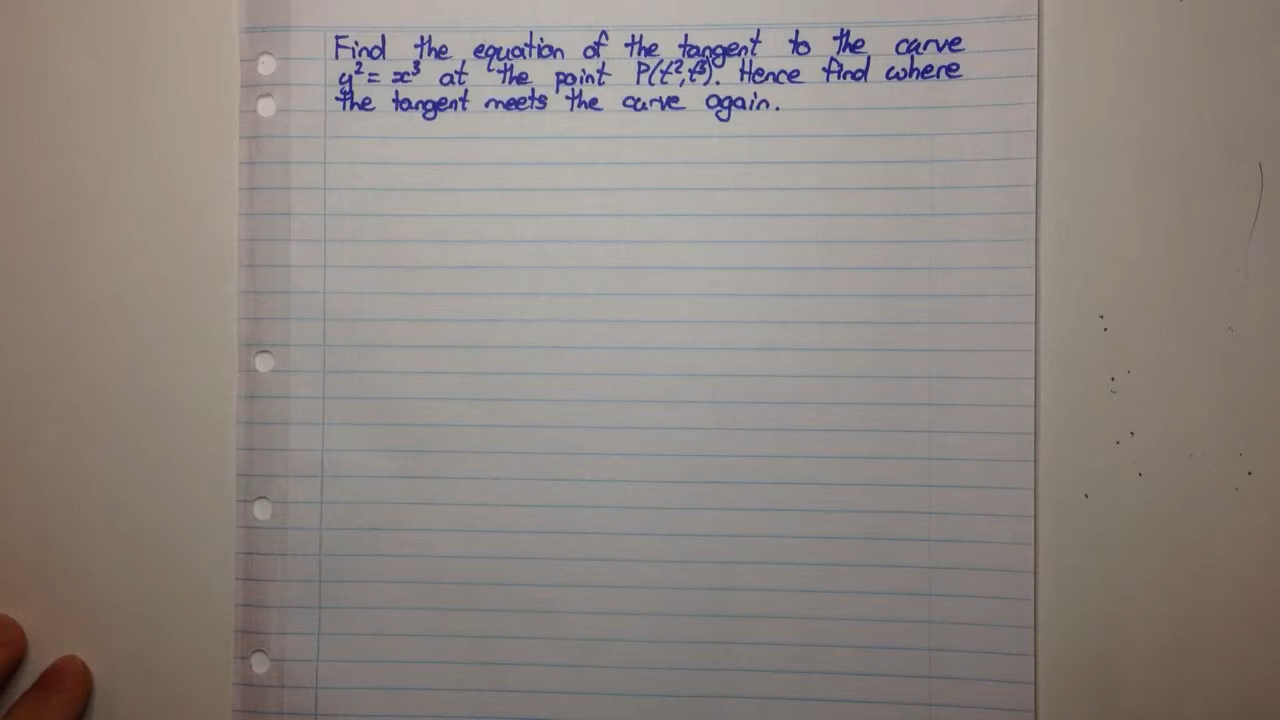 Find the equation of the tangent to the curve
y² = x³ at the point P(t², t³). Hence find where
the tangent meets the curve again.